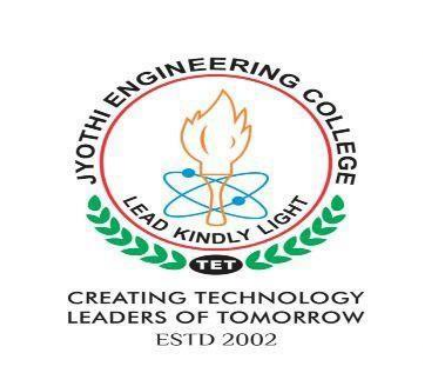 JYOTHI ENGINEERING COLLEGE
LEAD KINDLY LIGHT
TET
CREATING TECHNOLOGY
LEADERS OF TOMORROW
ESTD 2002